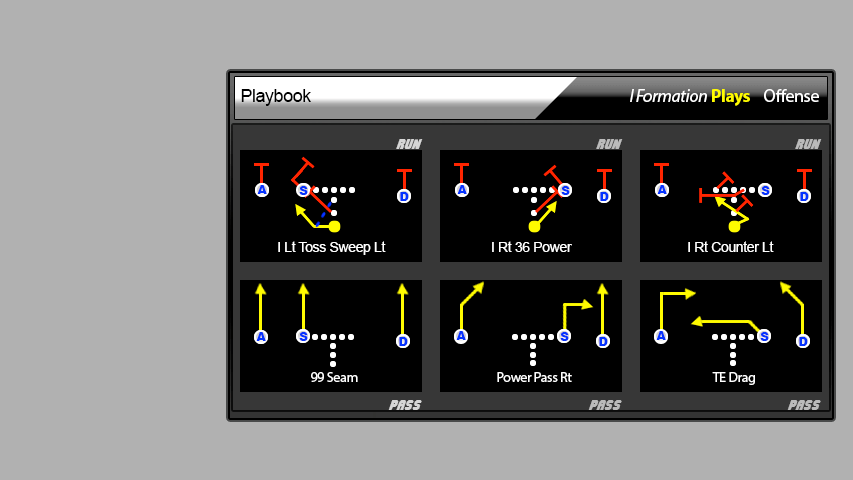 Playbook
I Formation Plays Offense
RUN RUN RUN
A S D A S D A S D
I Lt Toss Sweep Lt I Rt 36 Power I Rt Counter Lt
A S D A S D A S D
99 Seam Power Pass Rt TE Drag
PASS PASS PASS